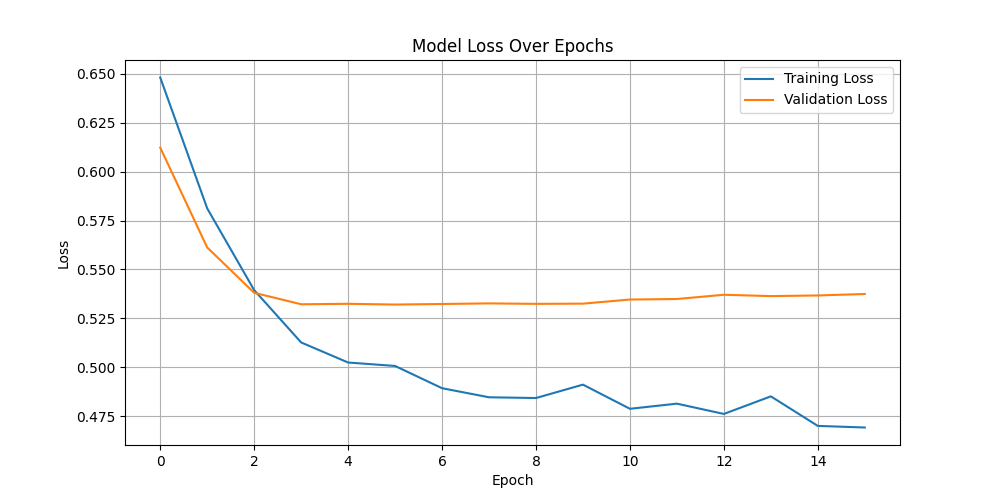 Model Loss Over Epochs
Training Loss
Validation Loss
0.650
0.625
0.600
0.575
0.550
0.525
0.500
0.475
Loss
0 2 4 6 8 10 12 14
Epoch